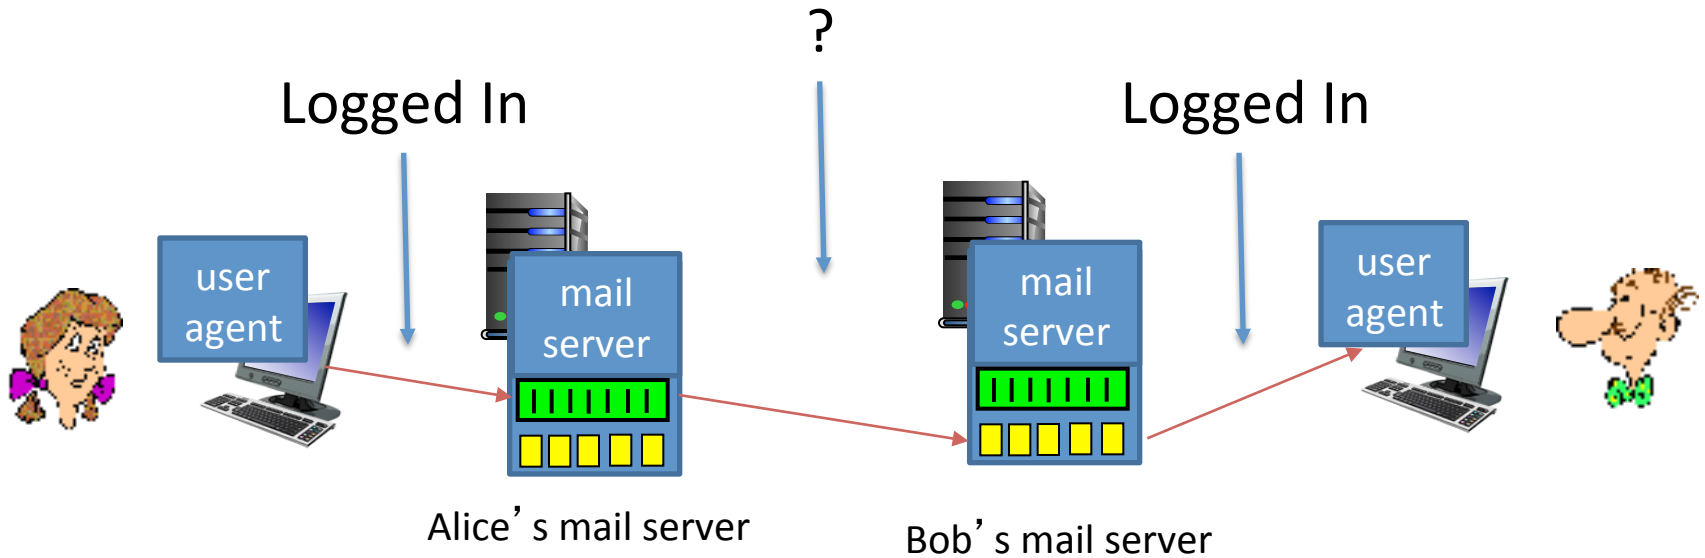 ?
Logged In
Logged In
user
agent
mail
server
mail
server
user
agent
Alice’s mail server
Bob’s mail server